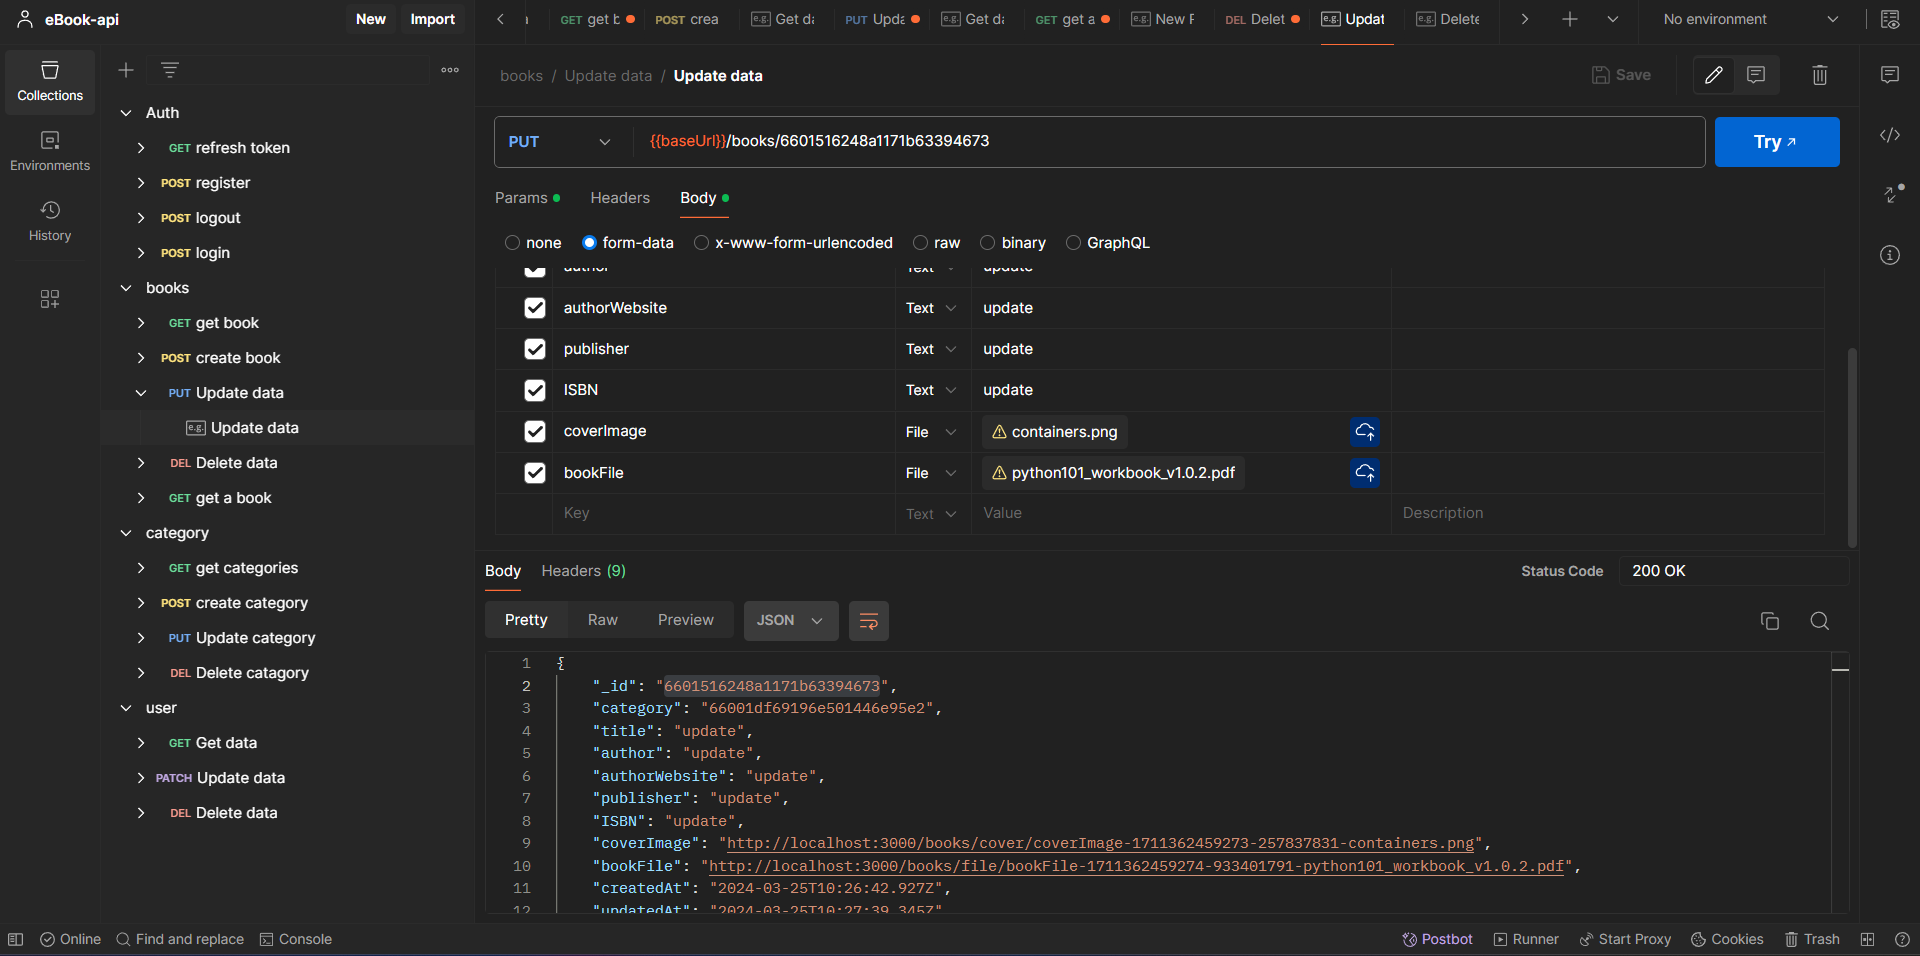 eBook-api
New
Import
GET get b
POST crea
e.g. Get da
PUT Upda
e.g. Get da
GET get a
e.g. New R
DEL Delet
e.g. Updat
e.g. Delete
No environment
Collections
Environments
History
Auth
GET refresh token
POST register
POST logout
POST login
books
GET get book
POST create book
PUT Update data
e.g. Update data
DEL Delete data
GET get a book
category
GET get categories
POST create category
PUT Update category
DEL Delete catagory
user
GET Get data
PATCH Update data
DEL Delete data
books / Update data / Update data
Save
PUT
{{baseUrl}}/books/6601516248a1171b63394673
Try
Params
Headers
Body
none
form-data
x-www-form-urlencoded
raw
binary
GraphQL
author Text update
authorWebsite Text update
publisher Text update
ISBN Text update
coverImage File containers.png
bookFile File python101_workbook_v1.0.2.pdf
Key Text Value Description
Body
Headers (9)
Status Code
200 OK
Pretty
Raw
Preview
JSON
1 {
2 "_id": "6601516248a1171b63394673",
3 "category": "66001df69196e501446e95e2",
4 "title": "update",
5 "author": "update",
6 "authorWebsite": "update",
7 "publisher": "update",
8 "ISBN": "update",
9 "coverImage": "http://localhost:3000/books/cover/coverImage-1711362459273-257837831-containers.png",
10 "bookFile": "http://localhost:3000/books/file/bookFile-1711362459274-933401791-python101_workbook_v1.0.2.pdf",
11 "createdAt": "2024-03-25T10:26:42.927Z",
12 "updatedAt": "2024-03-25T10:27:39.345Z"
Online
Find and replace
Console
Postbot
Runner
Start Proxy
Cookies
Trash